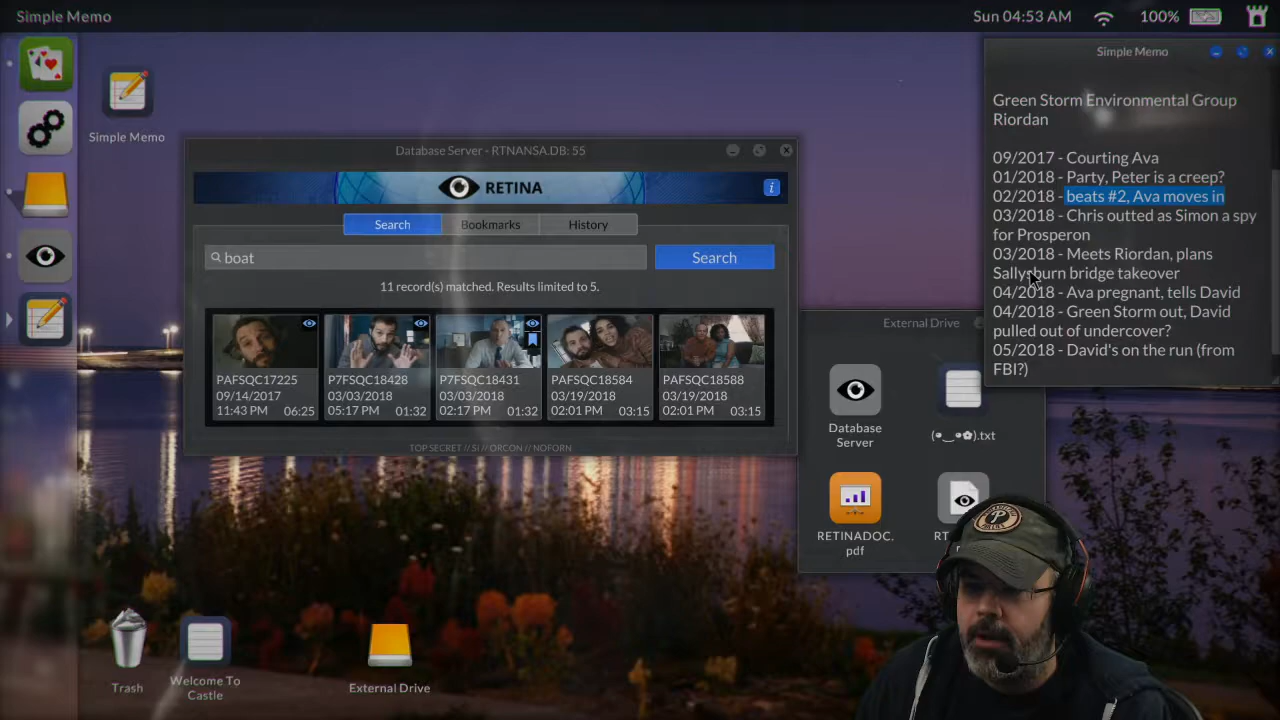 Simple Memo
Sun 04:53 AM
100%
Simple Memo
Simple Memo
Green Storm Environmental Group
Riordan
09/2017 - Courting Ava
01/2018 - Party, Peter is a creep?
02/2018 - beats #2, Ava moves in
03/2018 - Chris outted as Simon a spy
for Prosperon
03/2018 - Meets Riordan, plans
Sallysburn bridge takeover
04/2018 - Ava pregnant, tells David
04/2018 - Green Storm out, David
pulled out of undercover?
05/2018 - David's on the run (from
FBI?)
Database Server - RTNANSA.DB: 55
RETINA
i
Search
Bookmarks
History
boat
Search
11 record(s) matched. Results limited to 5.
PAFSQC17225
09/14/2017
11:43 PM 06:25
P7FSQC18428
03/03/2018
05:17 PM 01:32
P7FSQC18431
03/03/2018
02:17 PM 01:32
PAFSQC18584
03/19/2018
02:01 PM 03:15
PAFSQC18588
03/19/2018
02:01 PM 03:15
TOP SECRET // SI // ORCON // NOFORN
External Drive
Database
Server
(•‿•✿).txt
RETINADOC.
pdf
P
Trash
Welcome To
Castle
External Drive